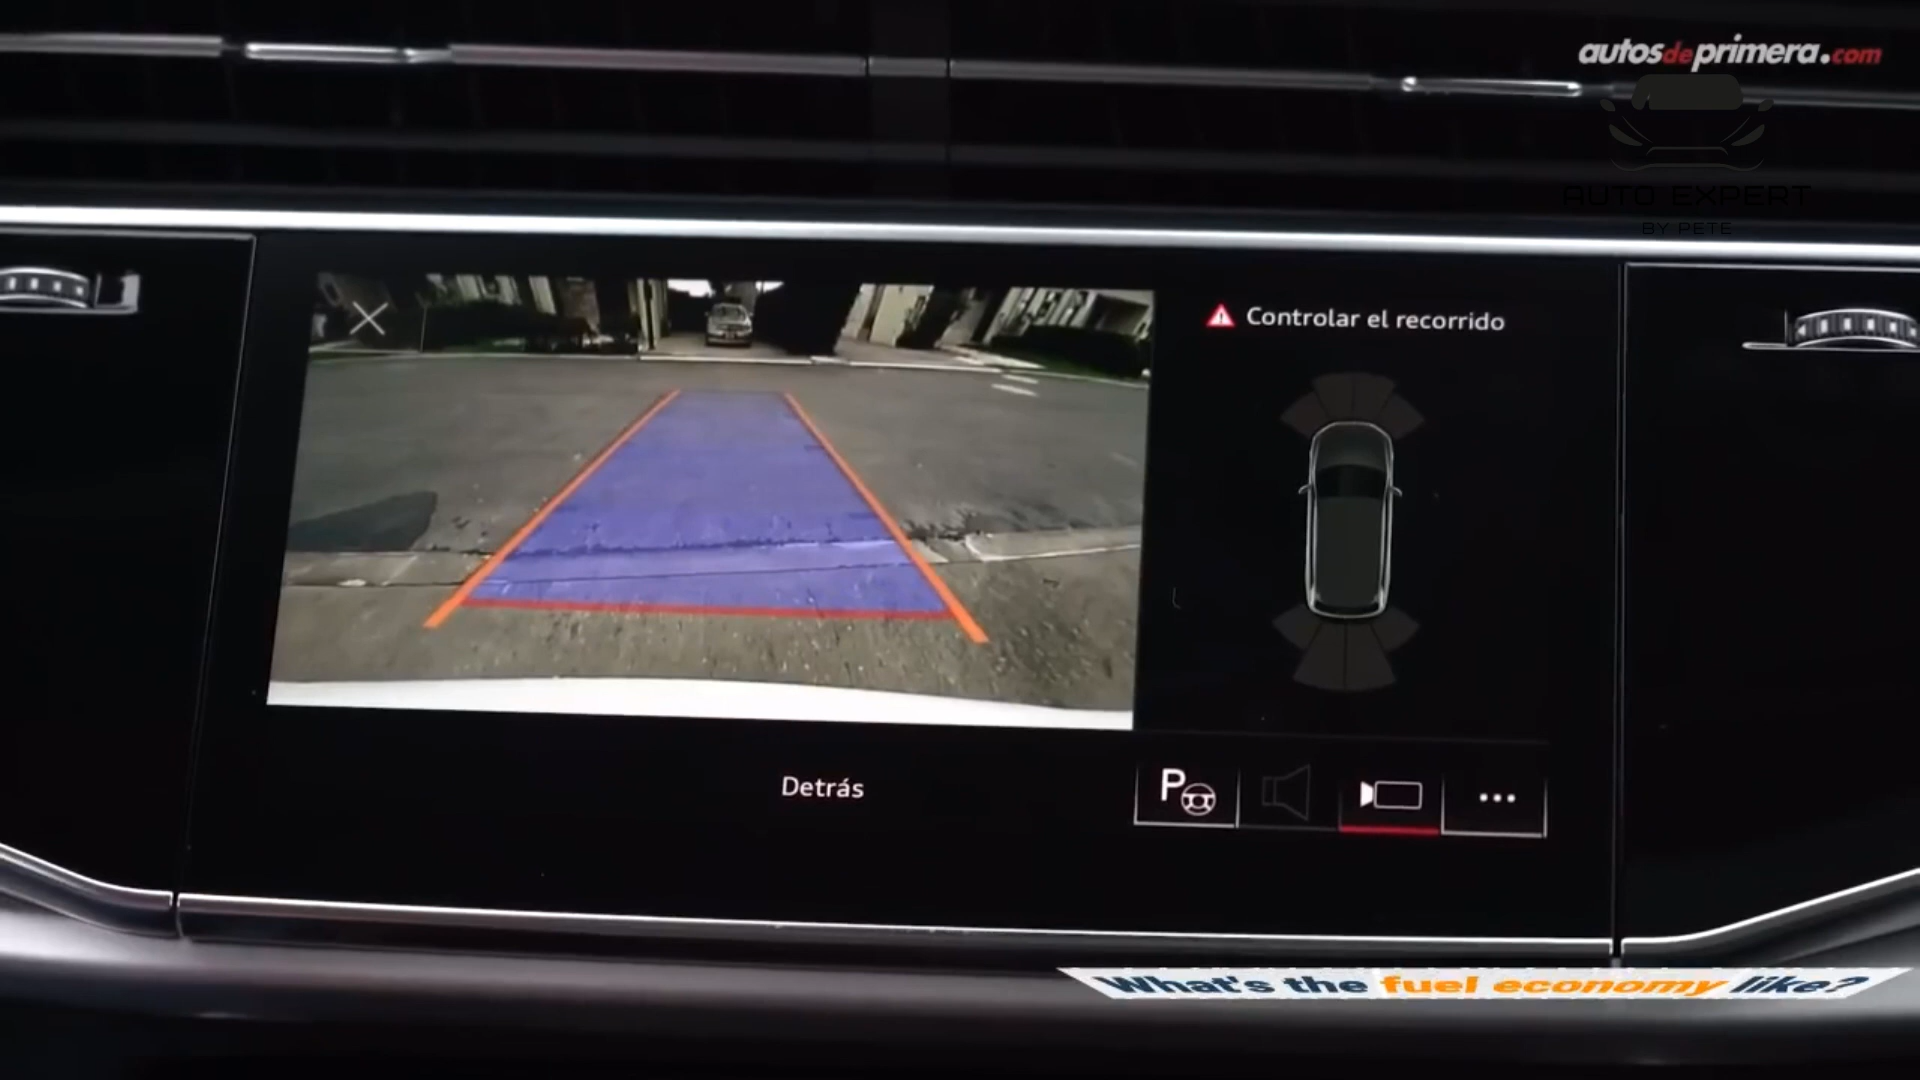 autosdeprimera.com
AUTO EXPERT
BY PETE
Controlar el recorrido
Detrás
P
What's the fuel economy like?